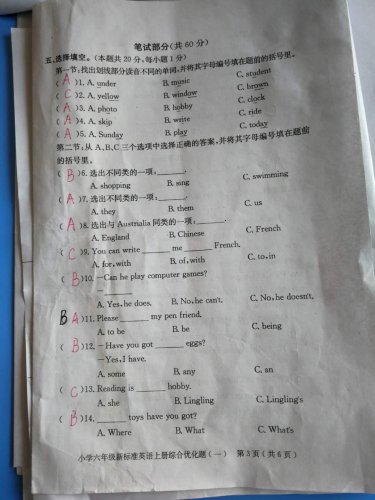 笔试部分(共60分)
五、选择填空。(本题共20分,每小题1分)
第一节:找出划线部分读音不同的单词,并将其字母编号填在题前的括号里。
( A )1. A. under B. music C. student
( C )2. A. yellow B. window C. brown
( A )3. A. photo B. hobby C. clock
( A )4. A. skip B. write C. ride
( A )5. A. Sunday B. play C. today
第二节:从A、B、C三个选项中选择正确的答案,并将其字母编号填在题前
的括号里。
( B )6. 选出不同类的一项:______.
A. shopping B. sing C. swimming
( A )7. 选出不同类的一项:______.
A. they B. them C. us
( A )8. 选出与Australia同类的一项:______.
A. England B. Chinese C. French
( C )9. You can write ______ me ______ French.
A. for, with B. of, with C. to, in
( B )10. —Can he play computer games?
—______
A. Yes, he does. B. No, he can't. C. No, he doesn't.
B ( A )11. Please ______ my pen friend.
A. to be B. be C. being
( B )12. —Have you got ______ eggs?
—Yes, I have.
A. some B. any C. an
( C )13. Reading is ______ hobby.
A. she B. Lingling C. Lingling's
( B )14. ______ toys have you got?
A. Where B. What C. What's
小学六年级新标准英语上册综合优化题(一) 第3页(共6页)